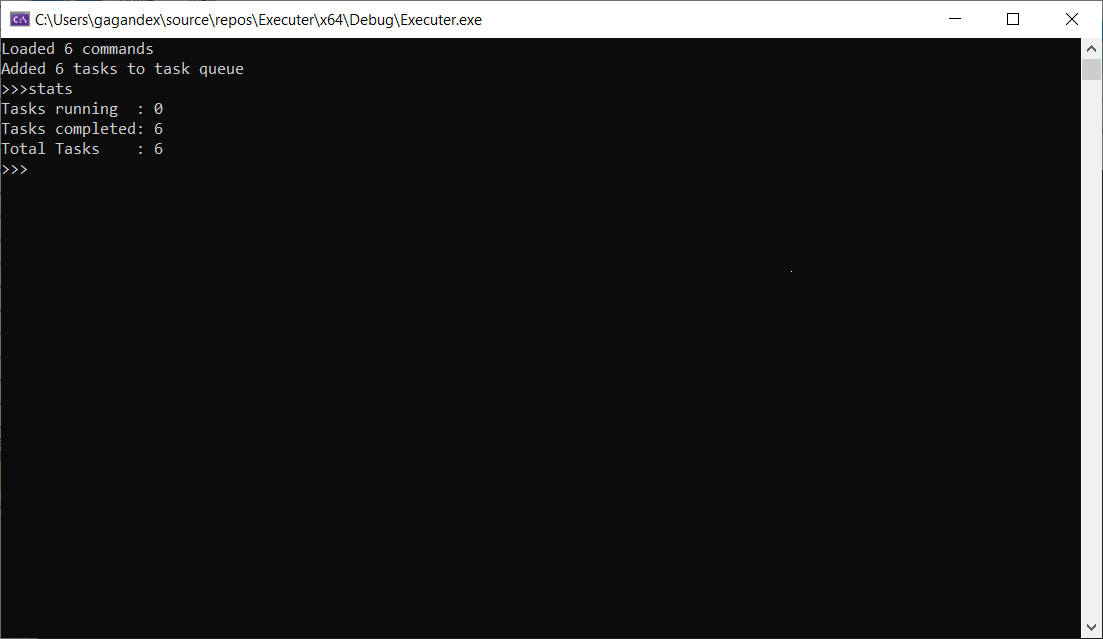 C:\Users\gagandex\source\repos\Executer\x64\Debug\Executer.exe
Loaded 6 commands
Added 6 tasks to task queue
>>>stats
Tasks running  : 0
Tasks completed: 6
Total Tasks    : 6
>>>